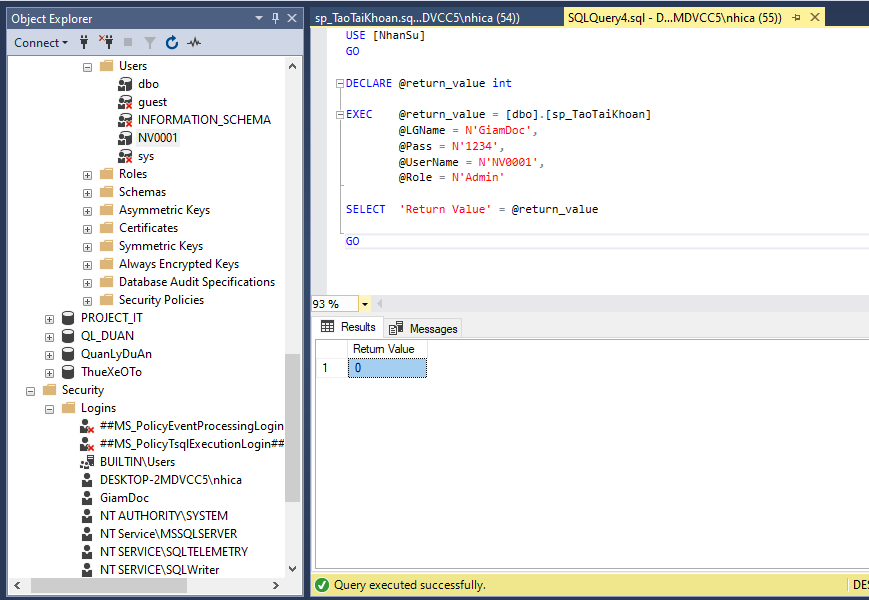 Object Explorer
Connect
Users
dbo
guest
INFORMATION_SCHEMA
NV0001
sys
Roles
Schemas
Asymmetric Keys
Certificates
Symmetric Keys
Always Encrypted Keys
Database Audit Specifications
Security Policies
PROJECT_IT
QL_DUAN
QuanLyDuAn
ThueXeOTo
Security
Logins
##MS_PolicyEventProcessingLogin
##MS_PolicyTsqlExecutionLogin##
BUILTIN\Users
DESKTOP-2MDVCC5\nhica
GiamDoc
NT AUTHORITY\SYSTEM
NT Service\MSSQLSERVER
NT SERVICE\SQLTELEMETRY
NT SERVICE\SQLWriter
sp_TaoTaiKhoan.sq...DVCC5\nhica (54))
SQLQuery4.sql - D...MDVCC5\nhica (55))
USE [NhanSu]
GO
DECLARE @return_value int
EXEC @return_value = [dbo].[sp_TaoTaiKhoan]
@LGName = N'GiamDoc',
@Pass = N'1234',
@UserName = N'NV0001',
@Role = N'Admin'
SELECT 'Return Value' = @return_value
GO
93 %
Results Messages
Return Value
1 0
Query executed successfully.
DES